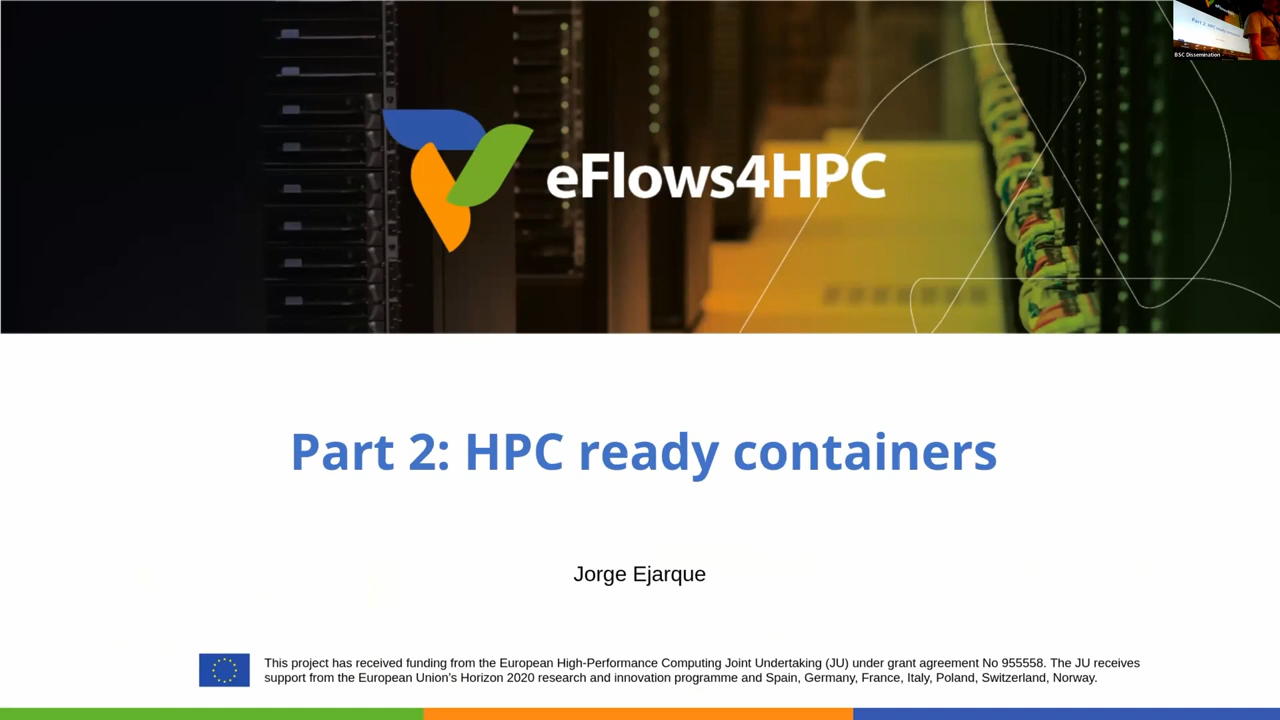 BSC Dissemination
eFlows4HPC
Part 2: HPC ready containers
Jorge Ejarque
This project has received funding from the European High-Performance Computing Joint Undertaking (JU) under grant agreement No 955558. The JU receives
support from the European Union's Horizon 2020 research and innovation programme and Spain, Germany, France, Italy, Poland, Switzerland, Norway.